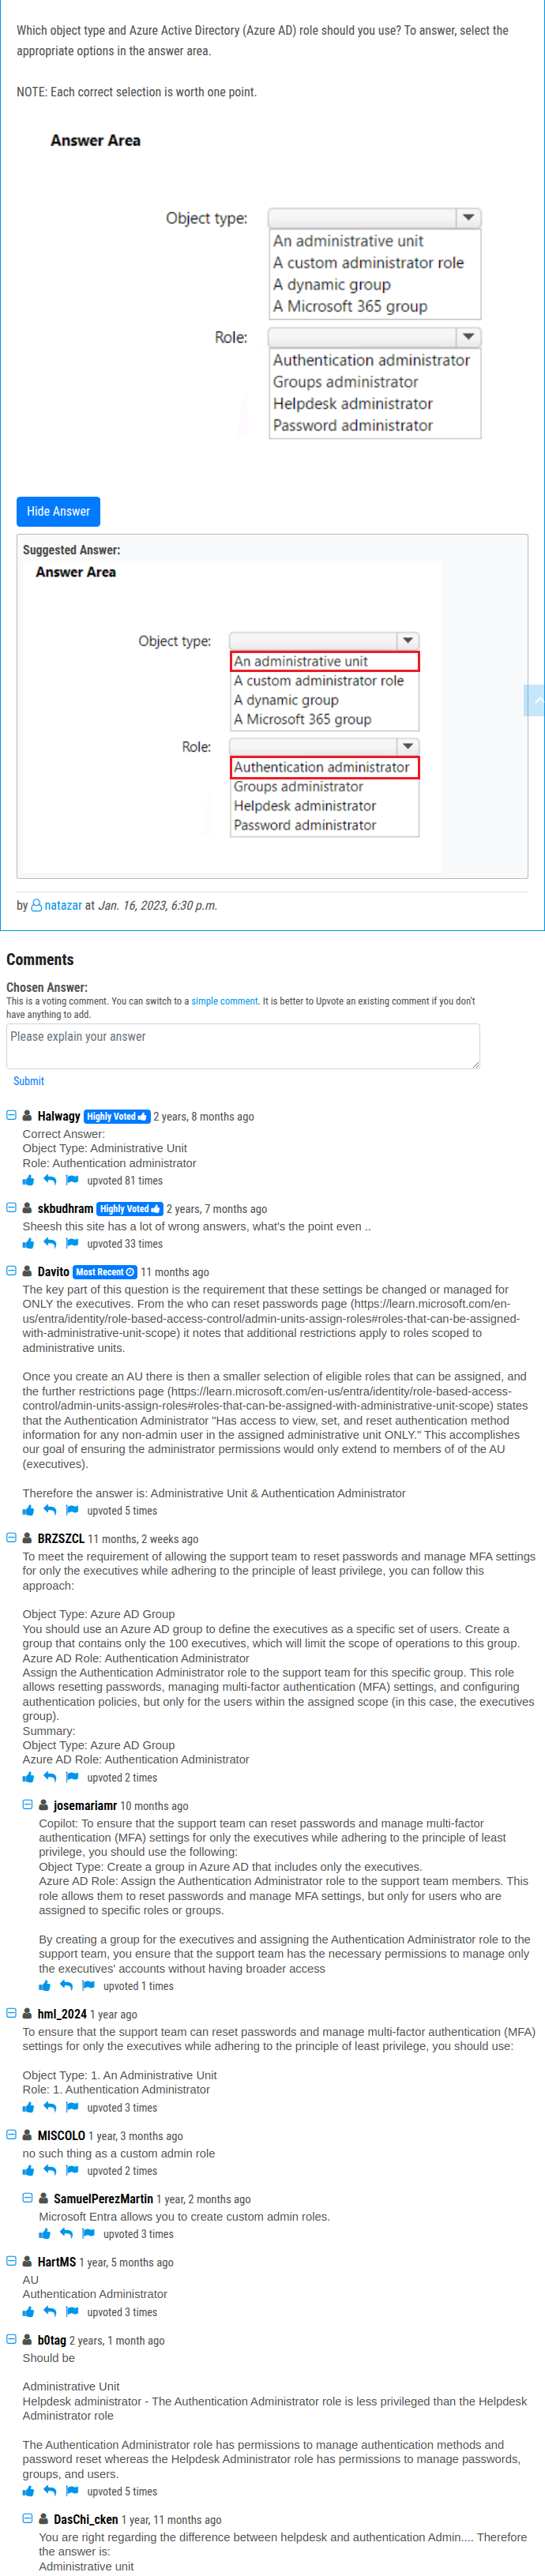 Which object type and Azure Active Directory (Azure AD) role should you use? To answer, select the
appropriate options in the answer area.
NOTE: Each correct selection is worth one point.
Answer Area
Object type:
An administrative unit
A custom administrator role
A dynamic group
A Microsoft 365 group
Role:
Authentication administrator
Groups administrator
Helpdesk administrator
Password administrator
Hide Answer
Suggested Answer:
Answer Area
Object type:
An administrative unit
A custom administrator role
A dynamic group
A Microsoft 365 group
Role:
Authentication administrator
Groups administrator
Helpdesk administrator
Password administrator
by natazar at Jan. 16, 2023, 6:30 p.m.
Comments
Chosen Answer:
This is a voting comment. You can switch to a simple comment. It is better to Upvote an existing comment if you don't
have anything to add.
Please explain your answer
Submit
Halwagy Highly Voted 2 years, 8 months ago
Correct Answer:
Object Type: Administrative Unit
Role: Authentication administrator
upvoted 81 times
skbudhram Highly Voted 2 years, 7 months ago
Sheesh this site has a lot of wrong answers, what's the point even ..
upvoted 33 times
Davito Most Recent 11 months ago
The key part of this question is the requirement that these settings be changed or managed for
ONLY the executives. From the who can reset passwords page (https://learn.microsoft.com/en-
us/entra/identity/role-based-access-control/admin-units-assign-roles#roles-that-can-be-assigned-
with-administrative-unit-scope) it notes that additional restrictions apply to roles scoped to
administrative units.
Once you create an AU there is then a smaller selection of eligible roles that can be assigned, and
the further restrictions page (https://learn.microsoft.com/en-us/entra/identity/role-based-access-
control/admin-units-assign-roles#roles-that-can-be-assigned-with-administrative-unit-scope) states
that the Authentication Administrator "Has access to view, set, and reset authentication method
information for any non-admin user in the assigned administrative unit ONLY." This accomplishes
our goal of ensuring the administrator permissions would only extend to members of of the AU
(executives).
Therefore the answer is: Administrative Unit & Authentication Administrator
upvoted 5 times
BRZSZCL 11 months, 2 weeks ago
To meet the requirement of allowing the support team to reset passwords and manage MFA settings
for only the executives while adhering to the principle of least privilege, you can follow this
approach:
Object Type: Azure AD Group
You should use an Azure AD group to define the executives as a specific set of users. Create a
group that contains only the 100 executives, which will limit the scope of operations to this group.
Azure AD Role: Authentication Administrator
Assign the Authentication Administrator role to the support team for this specific group. This role
allows resetting passwords, managing multi-factor authentication (MFA) settings, and configuring
authentication policies, but only for the users within the assigned scope (in this case, the executives
group).
Summary:
Object Type: Azure AD Group
Azure AD Role: Authentication Administrator
upvoted 2 times
josemariamr 10 months ago
Copilot: To ensure that the support team can reset passwords and manage multi-factor
authentication (MFA) settings for only the executives while adhering to the principle of least
privilege, you should use the following:
Object Type: Create a group in Azure AD that includes only the executives.
Azure AD Role: Assign the Authentication Administrator role to the support team members. This
role allows them to reset passwords and manage MFA settings, but only for users who are
assigned to specific roles or groups.
By creating a group for the executives and assigning the Authentication Administrator role to the
support team, you ensure that the support team has the necessary permissions to manage only
the executives' accounts without having broader access
upvoted 1 times
hml_2024 1 year ago
To ensure that the support team can reset passwords and manage multi-factor authentication (MFA)
settings for only the executives while adhering to the principle of least privilege, you should use:
Object Type: 1. An Administrative Unit
Role: 1. Authentication Administrator
upvoted 3 times
MISCOLO 1 year, 3 months ago
no such thing as a custom admin role
upvoted 2 times
SamuelPerezMartin 1 year, 2 months ago
Microsoft Entra allows you to create custom admin roles.
upvoted 3 times
HartMS 1 year, 5 months ago
AU
Authentication Administrator
upvoted 3 times
b0tag 2 years, 1 month ago
Should be
Administrative Unit
Helpdesk administrator - The Authentication Administrator role is less privileged than the Helpdesk
Administrator role
The Authentication Administrator role has permissions to manage authentication methods and
password reset whereas the Helpdesk Administrator role has permissions to manage passwords,
groups, and users.
upvoted 5 times
DasChi_cken 1 year, 11 months ago
You are right regarding the difference between helpdesk and authentication Admin.... Therefore
the answer is:
Administrative unit